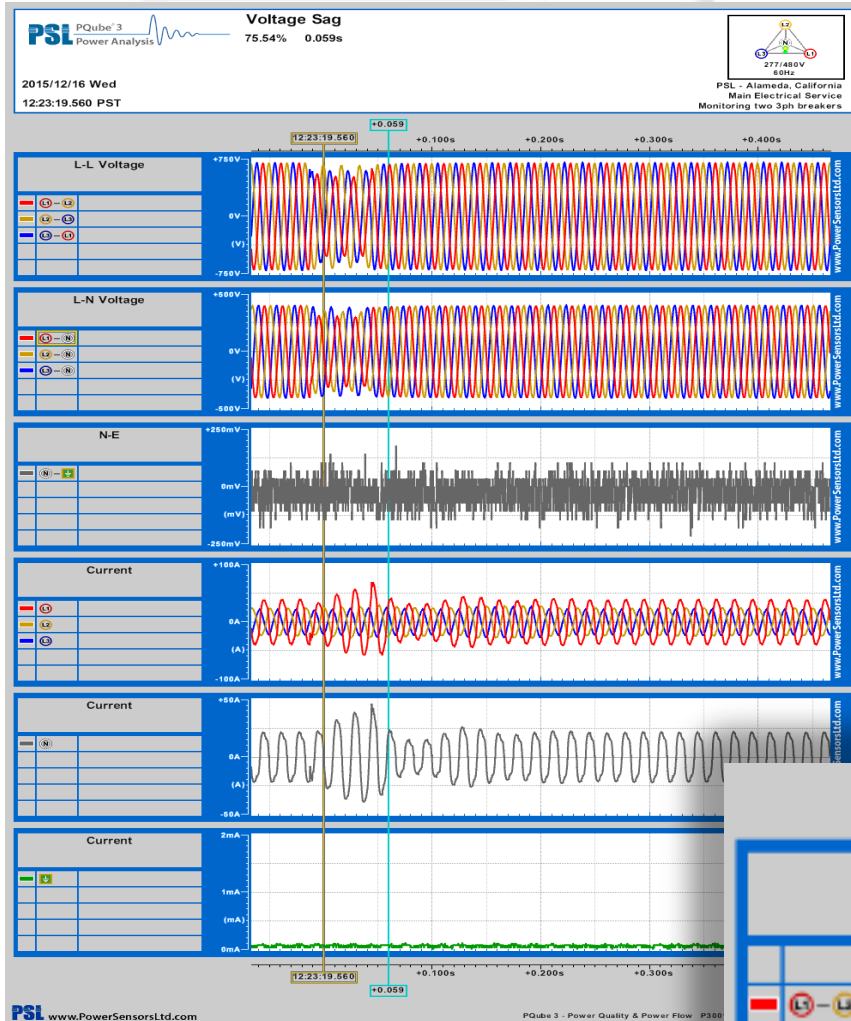 PSL PQube® 3
Power Analysis
Voltage Sag
75.54% 0.059s
2015/12/16 Wed
12:23:19.560 PST
L2
N
L3 L1
277/480V
60Hz
PSL - Alameda, California
Main Electrical Service
Monitoring two 3ph breakers
+0.059
12:23:19.560 +0.100s +0.200s +0.300s +0.400s
L-L Voltage
L1 - L2
L2 - L3
L3 - L1
+750V
0V
(V)
-750V
www.PowerSensorsLtd.com
L-N Voltage
L1 - N
L2 - N
L3 - N
+500V
0V
(V)
-500V
www.PowerSensorsLtd.com
N-E
N -
+250mV
0mV
(mV)
-250mV
www.PowerSensorsLtd.com
Current
L1
L2
L3
+100A
0A
(A)
-100A
www.PowerSensorsLtd.com
Current
N
+50A
0A
(A)
-50A
ensorsLtd.com
Current
2mA
1mA
(mA)
0mA
12:23:19.560 +0.100s +0.200s +0.300s
+0.059
L1 -
PSL www.PowerSensorsLtd.com
PQube 3 - Power Quality & Power Flow P300